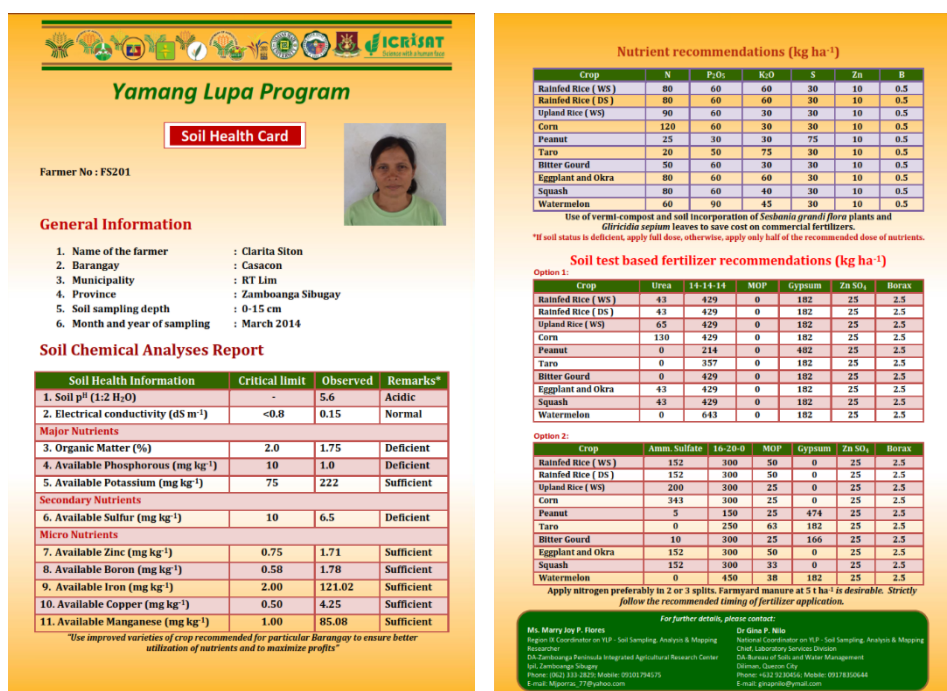 ICRISAT
Science with a human face
Yamang Lupa Program
Soil Health Card
Farmer No : FS201
General Information
1. Name of the farmer : Clarita Siton
2. Barangay : Casacon
3. Municipality : RT Lim
4. Province : Zamboanga Sibugay
5. Soil sampling depth : 0-15 cm
6. Month and year of sampling : March 2014
Soil Chemical Analyses Report
Soil Health Information Critical limit Observed Remarks*
1. Soil pH (1:2 H2O) - 5.6 Acidic
2. Electrical conductivity (dS m-1) <0.8 0.15 Normal
Major Nutrients
3. Organic Matter (%) 2.0 1.75 Deficient
4. Available Phosphorous (mg kg-1) 10 1.0 Deficient
5. Available Potassium (mg kg-1) 75 222 Sufficient
Secondary Nutrients
6. Available Sulfur (mg kg-1) 10 6.5 Deficient
Micro Nutrients
7. Available Zinc (mg kg-1) 0.75 1.71 Sufficient
8. Available Boron (mg kg-1) 0.58 1.78 Sufficient
9. Available Iron (mg kg-1) 2.00 121.02 Sufficient
10. Available Copper (mg kg-1) 0.50 4.25 Sufficient
11. Available Manganese (mg kg-1) 1.00 85.08 Sufficient
"Use improved varieties of crop recommended for particular Barangay to ensure better
utilization of nutrients and to maximize profits"
Nutrient recommendations (kg ha-1)
Crop N P2O5 K2O S Zn B
Rainfed Rice ( WS ) 80 60 60 30 10 0.5
Rainfed Rice ( DS ) 80 60 60 30 10 0.5
Upland Rice ( WS) 90 60 30 30 10 0.5
Corn 120 60 30 30 10 0.5
Peanut 25 30 30 75 10 0.5
Taro 20 50 75 30 10 0.5
Bitter Gourd 50 60 30 30 10 0.5
Eggplant and Okra 80 60 60 30 10 0.5
Squash 80 60 40 30 10 0.5
Watermelon 60 90 45 30 10 0.5
Use of vermi-compost and soil incorporation of Sesbania grandi flora plants and
Gliricidia sepium leaves to save cost on commercial fertilizers.
*If soil status is deficient, apply full dose, otherwise, apply only half of the recommended dose of nutrients.
Soil test based fertilizer recommendations (kg ha-1)
Option 1:
Crop Urea 14-14-14 MOP Gypsum Zn SO4 Borax
Rainfed Rice ( WS ) 43 429 0 182 25 2.5
Rainfed Rice ( DS ) 43 429 0 182 25 2.5
Upland Rice ( WS) 65 429 0 182 25 2.5
Corn 130 429 0 182 25 2.5
Peanut 0 214 0 482 25 2.5
Taro 0 357 0 182 25 2.5
Bitter Gourd 0 429 0 182 25 2.5
Eggplant and Okra 43 429 0 182 25 2.5
Squash 43 429 0 182 25 2.5
Watermelon 0 643 0 182 25 2.5
Option 2:
Crop Amm. Sulfate 16-20-0 MOP Gypsum Zn SO4 Borax
Rainfed Rice ( WS ) 152 300 50 0 25 2.5
Rainfed Rice ( DS ) 152 300 50 0 25 2.5
Upland Rice ( WS) 200 300 25 0 25 2.5
Corn 343 300 25 0 25 2.5
Peanut 5 150 25 474 25 2.5
Taro 0 250 63 182 25 2.5
Bitter Gourd 10 300 25 166 25 2.5
Eggplant and Okra 152 300 50 0 25 2.5
Squash 152 300 33 0 25 2.5
Watermelon 0 450 38 182 25 2.5
Apply nitrogen preferably in 2 or 3 splits. Farmyard manure at 5 t ha-1 is desirable. Strictly
follow the recommended timing of fertilizer application.
For further details, please contact:
Ms. Marry Joy P. Flores
Region IX Coordinator on YLP - Soil Sampling, Analysis & Mapping
Researcher
DA-Zamboanga Peninsula Integrated Agricultural Research Center
Ipil, Zamboanga Sibugay
Phone: (062) 333-2829; Mobile: 09101794575
E-mail: Mjporras_77@yahoo.com
Dr Gina P. Nilo
National Coordinator on YLP - Soil Sampling, Analysis & Mapping
Chief, Laboratory Services Division
DA-Bureau of Soils and Water Management
Diliman, Quezon City
Phone: +632 9230456; Mobile: 09178350644
E-mail: ginapnilo@ymail.com